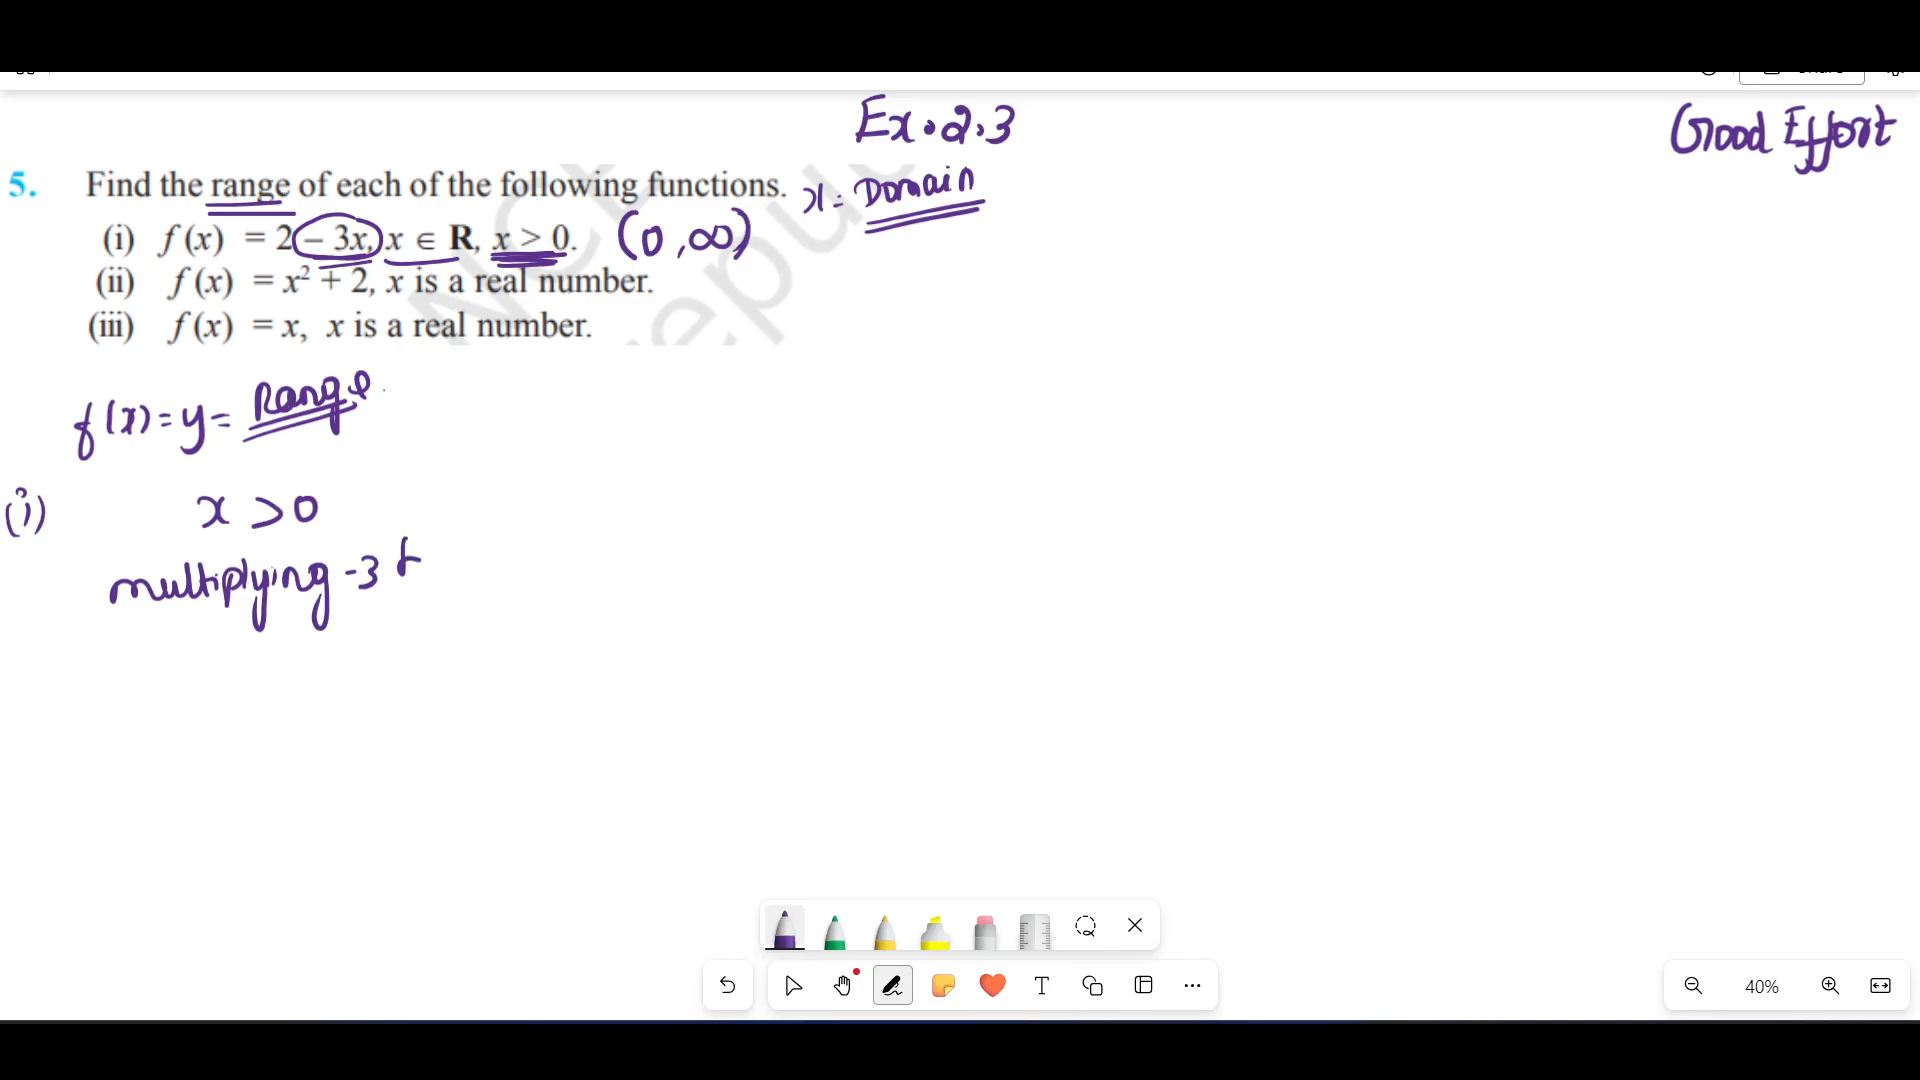 Ex.2.3
Good Effort
5. Find the range of each of the following functions. x = Domain
(i) f (x) = 2 – 3x, x ∈ R, x > 0. (0, ∞)
(ii) f (x) = x² + 2, x is a real number.
(iii) f (x) = x, x is a real number.
f(x) = y = Range
(i) x > 0
multiplying -3
40%